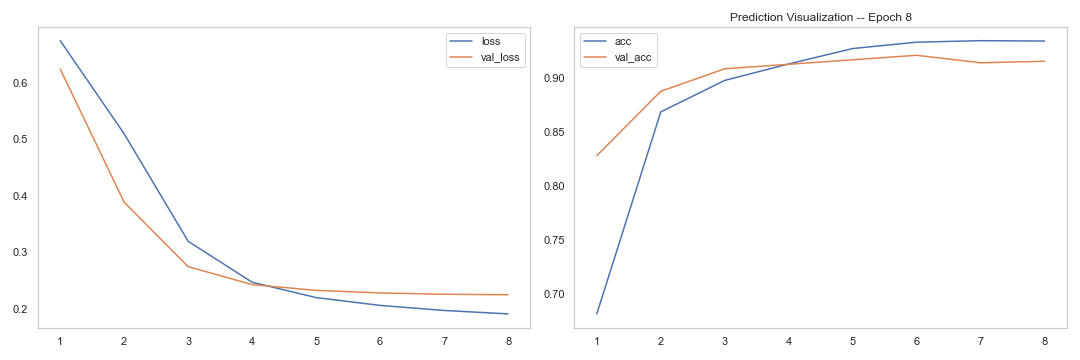 loss
val_loss
0.6
0.5
0.4
0.3
0.2
1 2 3 4 5 6 7 8
Prediction Visualization -- Epoch 8
acc
val_acc
0.90
0.85
0.80
0.75
0.70
1 2 3 4 5 6 7 8